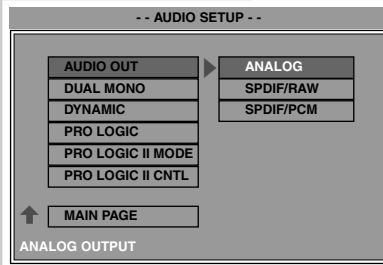 - - AUDIO SETUP - -
AUDIO OUT
ANALOG
DUAL MONO
SPDIF/RAW
DYNAMIC
SPDIF/PCM
PRO LOGIC
PRO LOGIC II MODE
PRO LOGIC II CNTL
MAIN PAGE
ANALOG OUTPUT